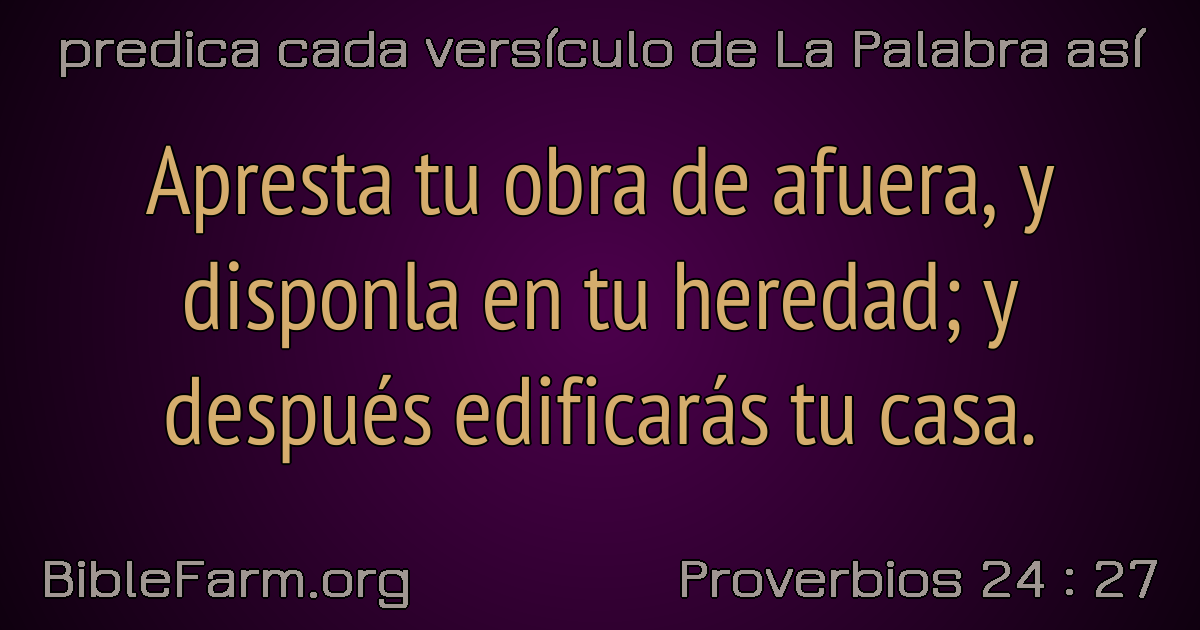 predica cada versículo de La Palabra así
Apresta tu obra de afuera, y
disponla en tu heredad; y
después edificarás tu casa.
BibleFarm.org
Proverbios 24 : 27